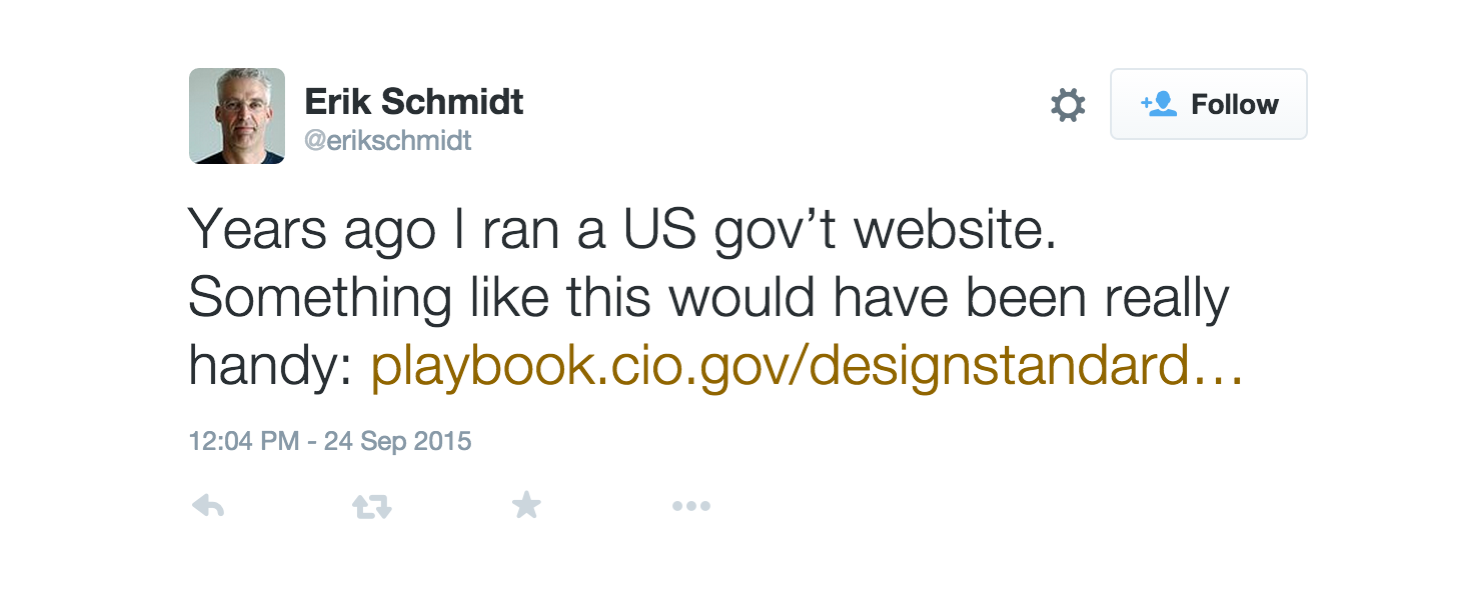 Erik Schmidt
@erikschmidt
Follow
Years ago I ran a US gov’t website.
Something like this would have been really
handy: playbook.cio.gov/designstandard…
12:04 PM - 24 Sep 2015